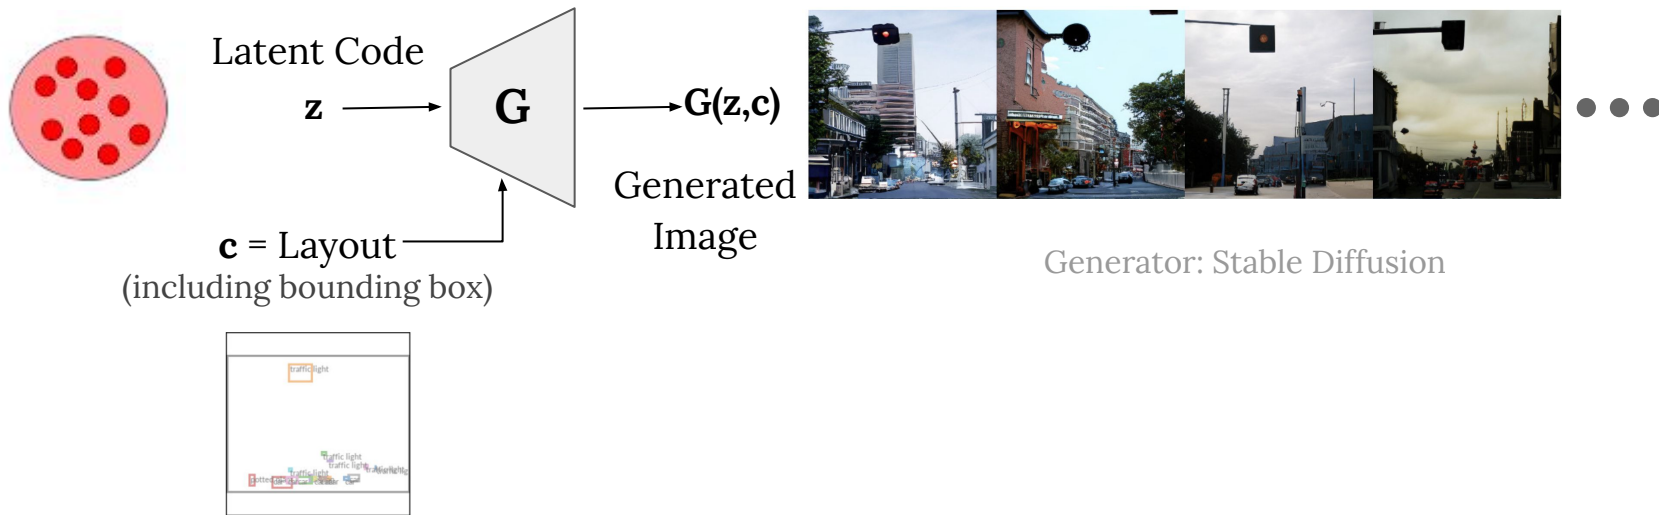 Latent Code
z
G
G(z,c)
Generated
Image
c = Layout
(including bounding box)
Generator: Stable Diffusion
traffic light
traffic light
traffic light
traffic light